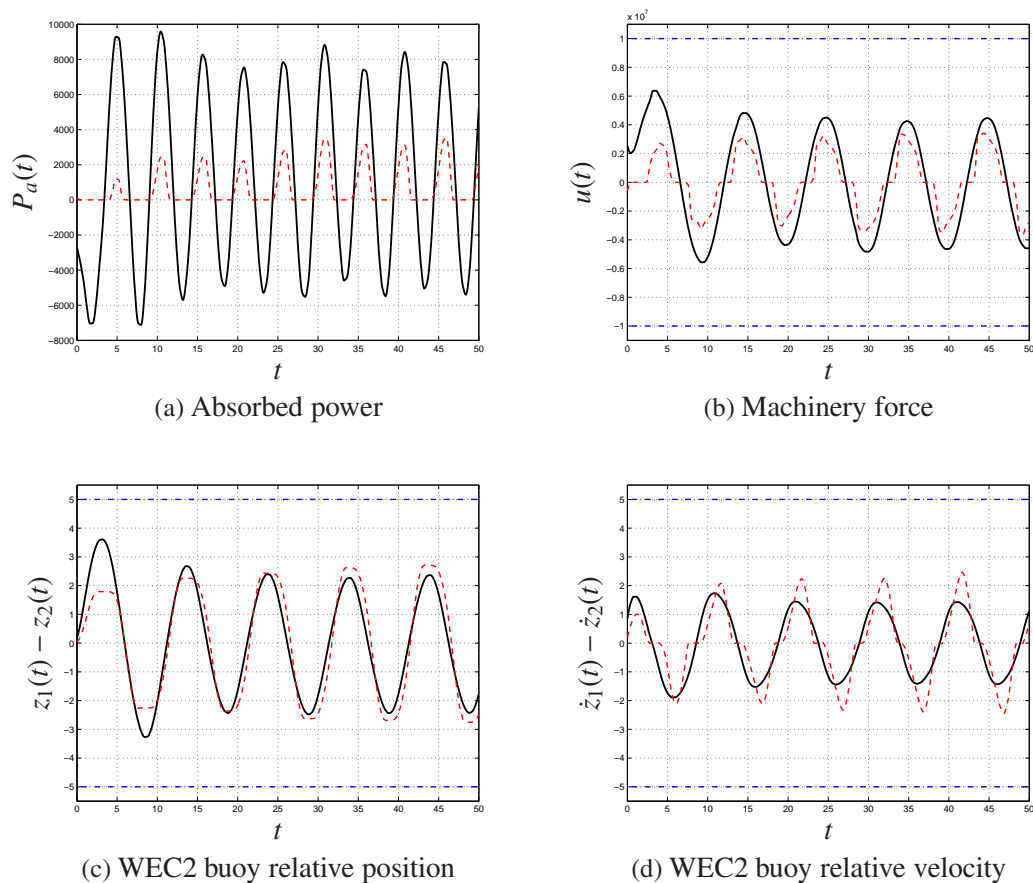 10000
8000
6000
4000
2000
0
−2000
−4000
−6000
−8000
P_a(t)
0 5 10 15 20 25 30 35 40 45 50
t
(a) Absorbed power
x 10^7
1
0.8
0.6
0.4
0.2
0
−0.2
−0.4
−0.6
−0.8
−1
u(t)
0 5 10 15 20 25 30 35 40 45 50
t
(b) Machinery force
5
4
3
2
1
0
−1
−2
−3
−4
−5
z_1(t) − z_2(t)
0 5 10 15 20 25 30 35 40 45 50
t
(c) WEC2 buoy relative position
5
4
3
2
1
0
−1
−2
−3
−4
−5
ż_1(t) − ż_2(t)
0 5 10 15 20 25 30 35 40 45 50
t
(d) WEC2 buoy relative velocity